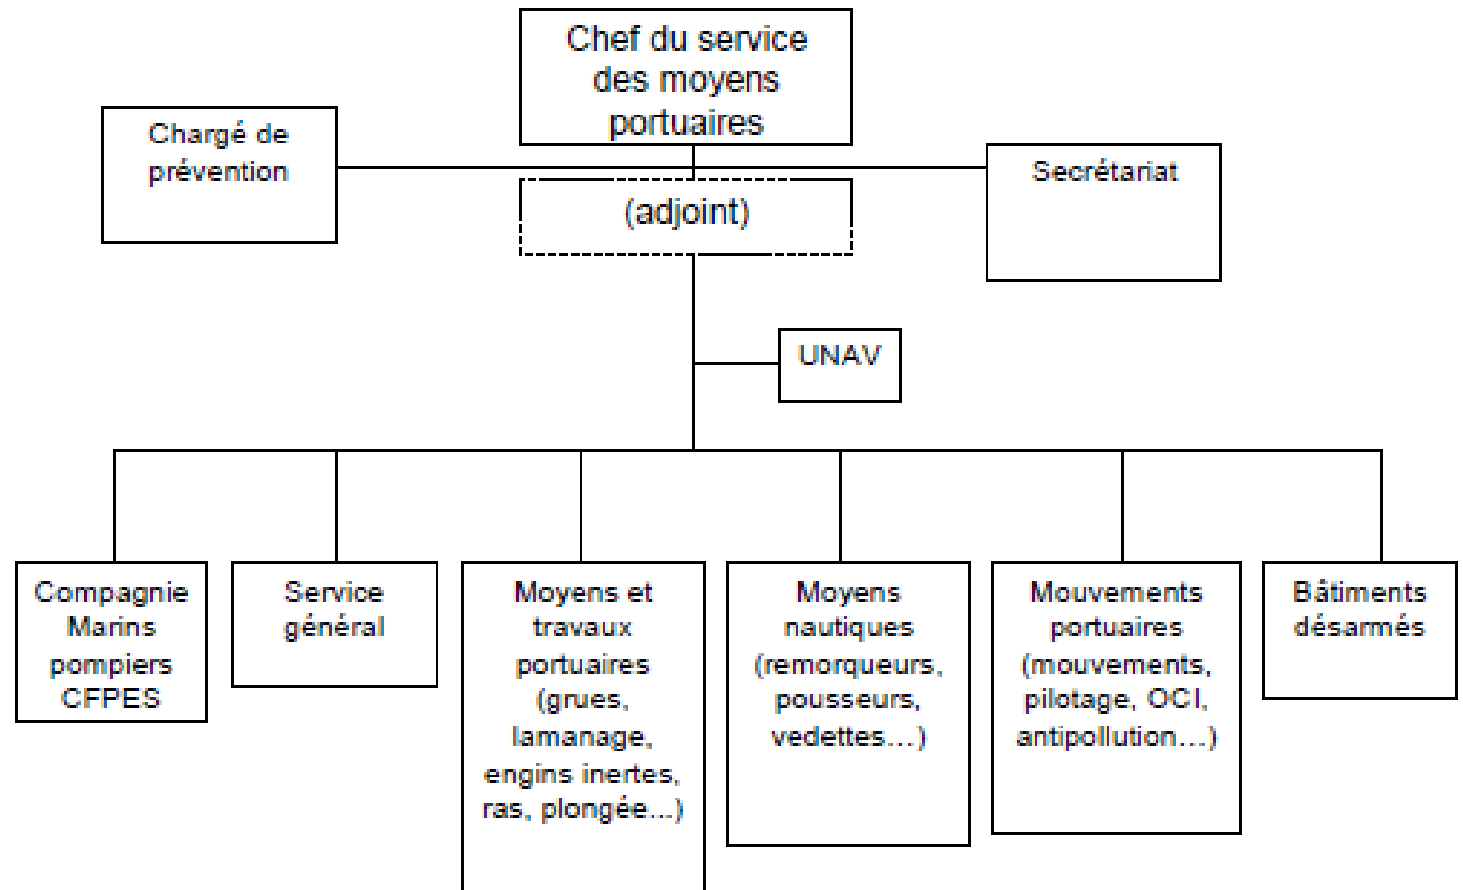 Chef du service
des moyens
portuaires
Chargé de
prévention
Secrétariat
(adjoint)
UNAV
Compagnie
Marins
pompiers
CFPES
Service
général
Moyens et
travaux
portuaires
(grues,
lamanage,
engins inertes,
ras, plongée...)
Moyens
nautiques
(remorqueurs,
pousseurs,
vedettes...)
Mouvements
portuaires
(mouvements,
pilotage, OCI,
antipollution...)
Bâtiments
désarmés